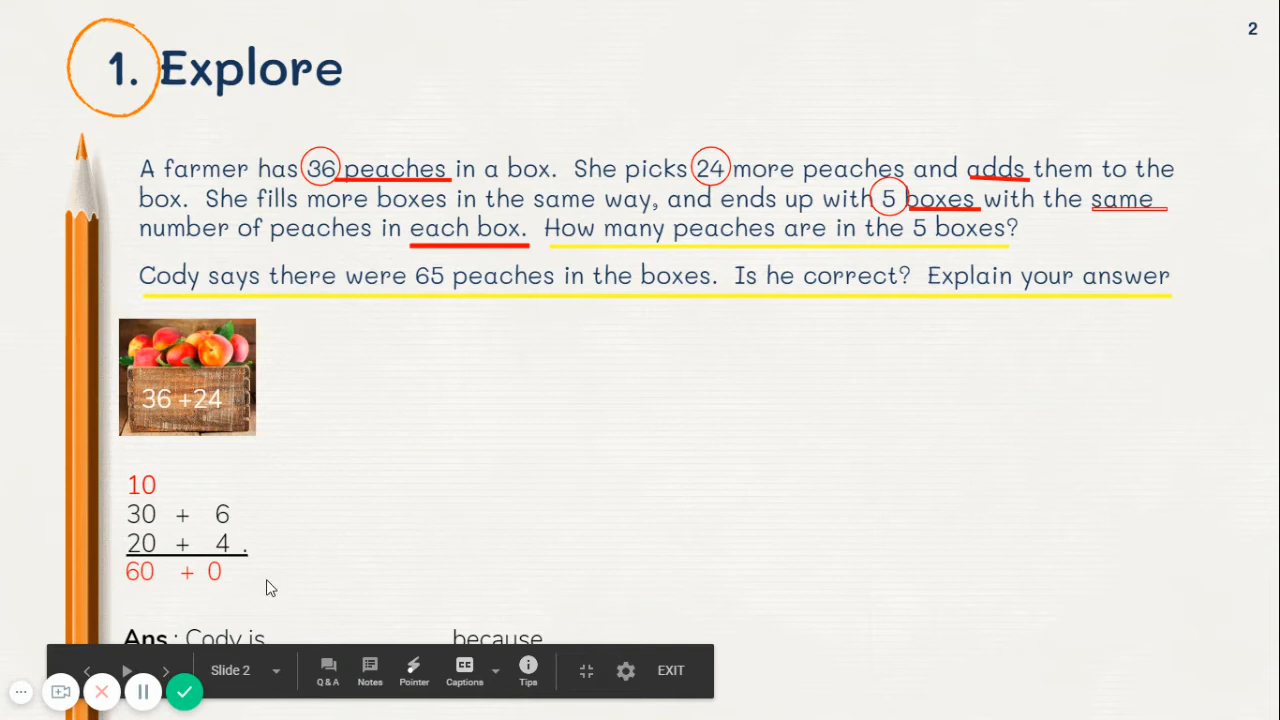 2
1. Explore
A farmer has 36 peaches in a box. She picks 24 more peaches and adds them to the
box. She fills more boxes in the same way, and ends up with 5 boxes with the same
number of peaches in each box. How many peaches are in the 5 boxes?
Cody says there were 65 peaches in the boxes. Is he correct? Explain your answer
36 +24
10
30 + 6
20 + 4 .
60 + 0
Ans : Cody is because
Slide 2
Q & A Notes Pointer Captions Tips
CC
EXIT